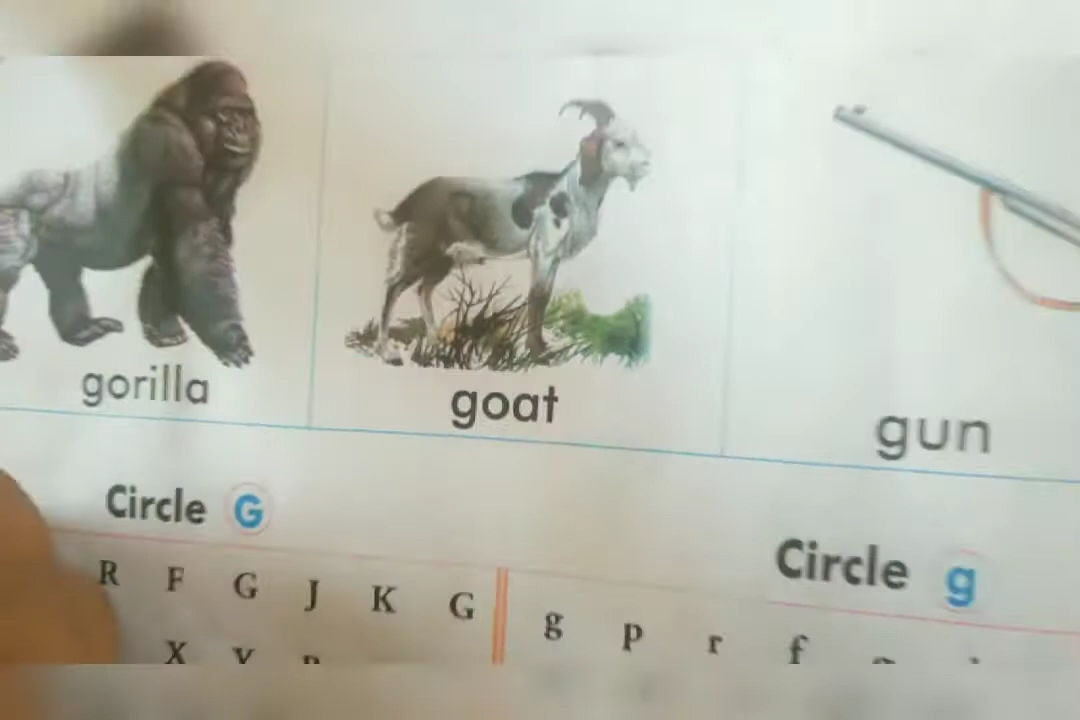 gorilla goat gun
Circle G
Circle g
R F G J K G g p r f
X Y